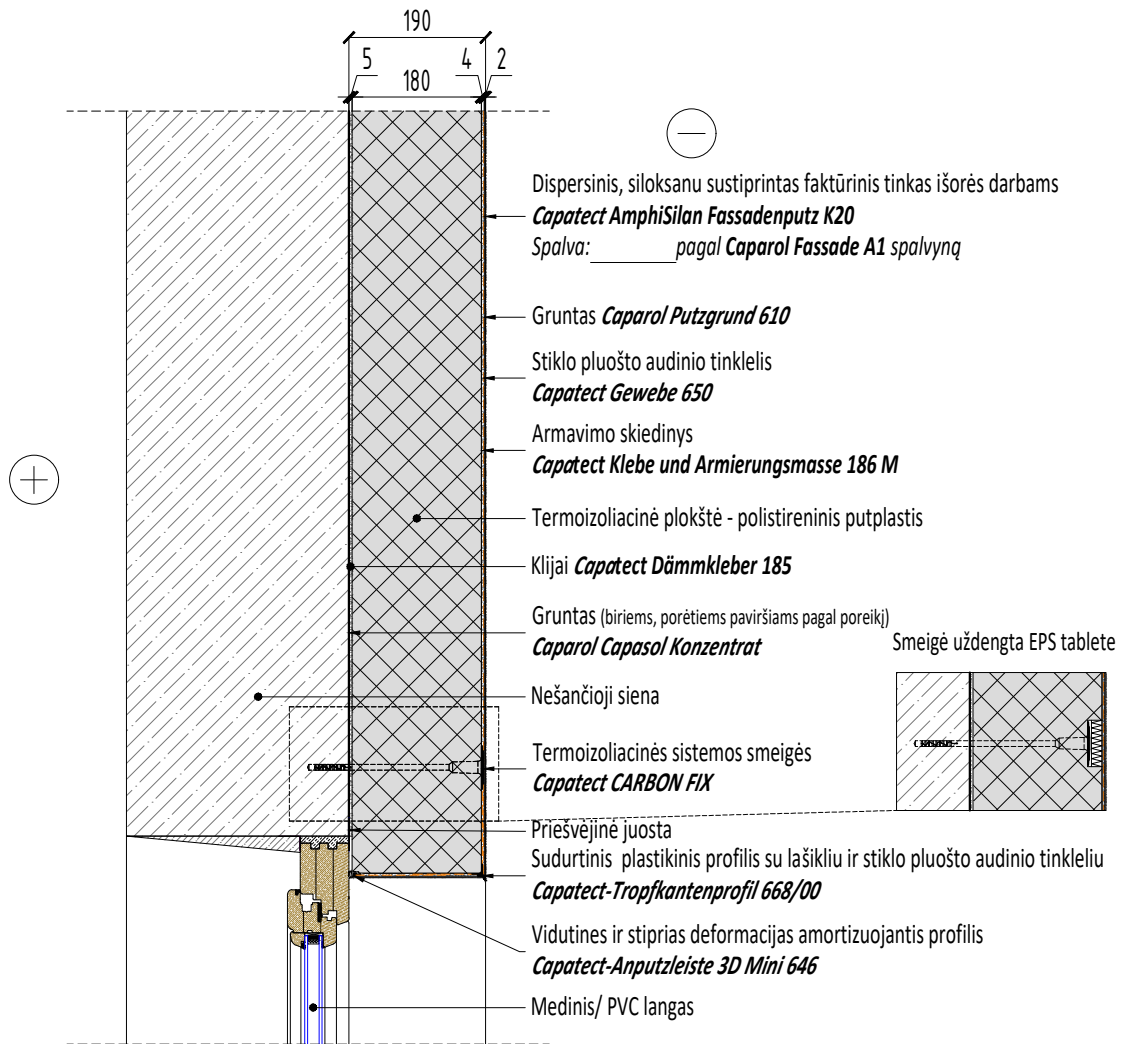 190
5
4
2
180
Dispersinis, siloksanu sustiprintas faktūrinis tinkas išorės darbams
Capatect AmphiSilan Fassadenputz K20
Spalva:________pagal Caparol Fassade A1 spalvyną
Gruntas Caparol Putzgrund 610
Stiklo pluošto audinio tinklelis
Capatect Gewebe 650
Armavimo skiedinys
Capatect Klebe und Armierungsmasse 186 M
Termoizoliacinė plokštė - polistireninis putplastis
Klijai Capatect Dämmkleber 185
Gruntas (biriems, porėtiems paviršiams pagal poreikį)
Caparol Capasol Konzentrat
Smeigė uždengta EPS tablete
Nešančioji siena
Termoizoliacinės sistemos smeigės
Capatect CARBON FIX
Priešvėjinė juosta
Sudurtinis plastikinis profilis su lašikliu ir stiklo pluošto audinio tinkleliu
Capatect-Tropfkantenprofil 668/00
Vidutines ir stiprias deformacijas amortizuojantis profilis
Capatect-Anputzleiste 3D Mini 646
Medinis/ PVC langas